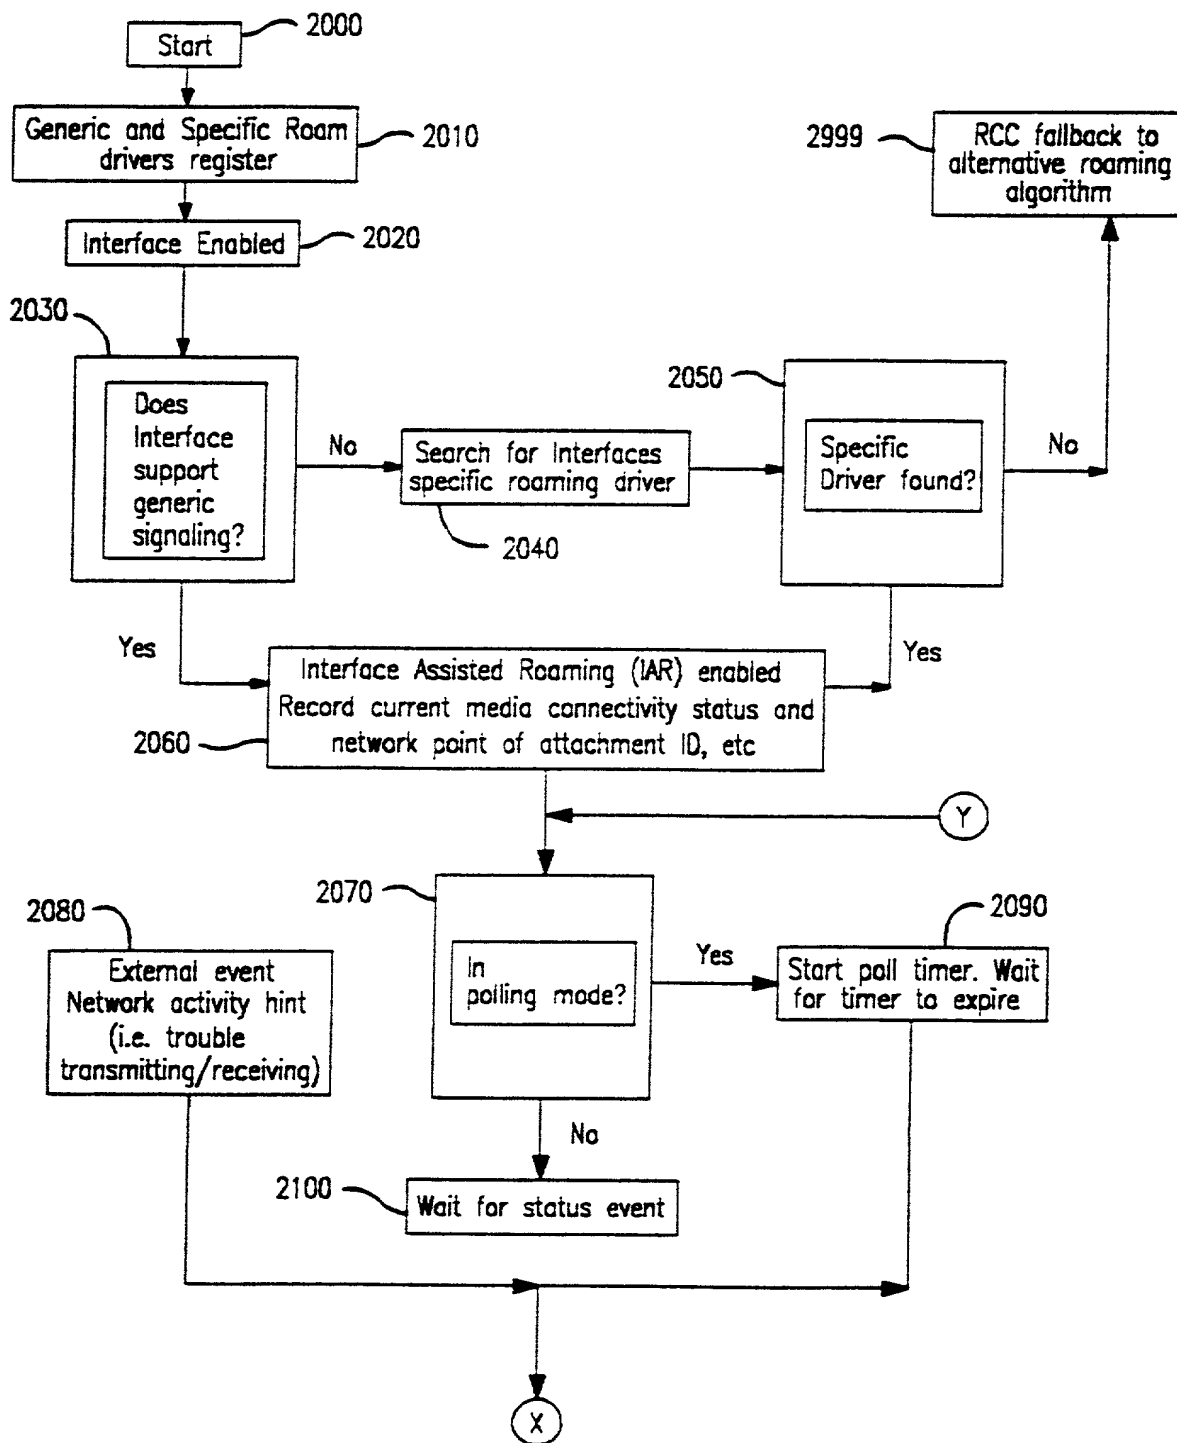 2000
Start
Generic and Specific Roam
drivers register
2010
2999
RCC fallback to
alternative roaming
algorithm
Interface Enabled
2020
2030
Does
Interface
support
generic
signaling?
No
Search for Interfaces
specific roaming driver
2040
2050
Specific
Driver found?
No
Yes
Yes
Interface Assisted Roaming (IAR) enabled
Record current media connectivity status and
network point of attachment ID, etc
2060
Y
2070
In
polling mode?
Yes
2080
External event
Network activity hint
(i.e. trouble
transmitting/receiving)
2090
Start poll timer. Wait
for timer to expire
No
2100
Wait for status event
X